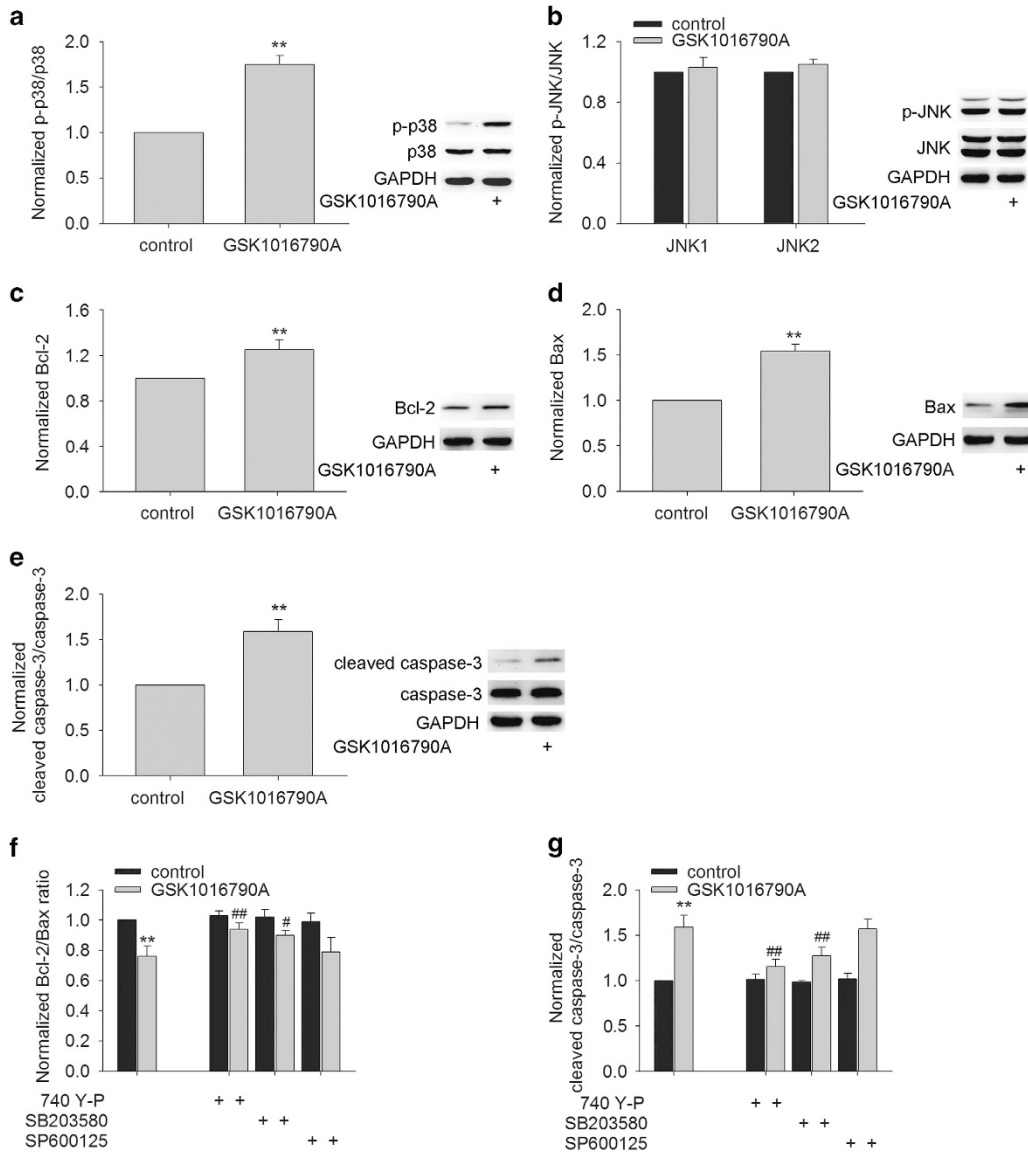 a
Normalized p-p38/p38
2.0
1.5
1.0
0.5
0.0
**
control
GSK1016790A
p-p38
p38
GAPDH
GSK1016790A
+
b
control
GSK1016790A
Normalized p-JNK/JNK
1.2
0.8
0.4
0.0
JNK1
JNK2
p-JNK
JNK
GAPDH
GSK1016790A
+
c
Normalized Bcl-2
1.6
1.2
0.8
0.4
0.0
**
control
GSK1016790A
Bcl-2
GAPDH
GSK1016790A
+
d
Normalized Bax
2.0
1.5
1.0
0.5
0.0
**
control
GSK1016790A
Bax
GAPDH
GSK1016790A
+
e
Normalized
cleaved caspase-3/caspase-3
2.0
1.5
1.0
0.5
0.0
**
control
GSK1016790A
cleaved caspase-3
caspase-3
GAPDH
GSK1016790A
+
f
control
GSK1016790A
Normalized Bcl-2/Bax ratio
1.2
1.0
0.8
0.6
0.4
0.2
0.0
**
##
#
740 Y-P + +
SB203580 + +
SP600125 + +
g
control
GSK1016790A
Normalized
cleaved caspase-3/caspase-3
2.0
1.5
1.0
0.5
0.0
**
##
##
740 Y-P + +
SB203580 + +
SP600125 + +